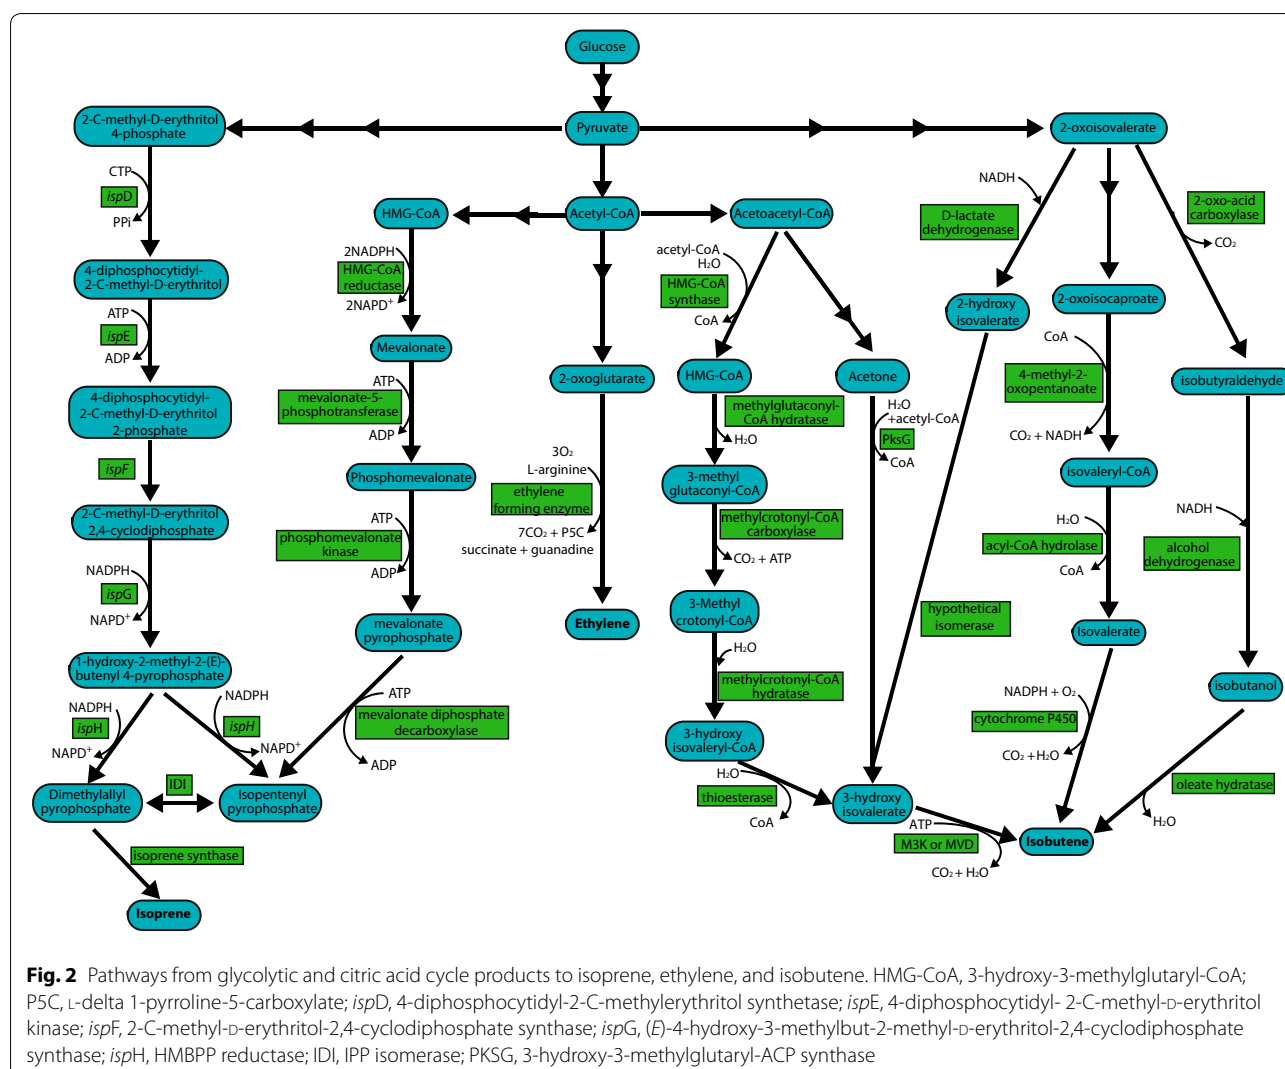 Glucose
2-C-methyl-D-erythritol
4-phosphate
Pyruvate
2-oxoisovalerate
CTP
ispD
PPi
HMG-CoA
Acetyl-CoA
Acetoacetyl-CoA
NADH
D-lactate
dehydrogenase
2-oxo-acid
carboxylase
CO2
4-diphosphocytidyl-
2-C-methyl-D-erythritol
2NADPH
HMG-CoA
reductase
2NAPD+
acetyl-CoA
H2O
HMG-CoA
synthase
CoA
2-hydroxy
isovalerate
2-oxoisocaproate
ATP
ispE
ADP
Mevalonate
2-oxoglutarate
HMG-CoA
Acetone
CoA
4-methyl-2-
oxopentanoate
CO2 + NADH
isobutyraldehyde
4-diphosphocytidyl-
2-C-methyl-D-erythritol
2-phosphate
ATP
mevalonate-5-
phosphotransferase
ADP
methylglutaconyl-
CoA hydratase
H2O
H2O
+acetyl-CoA
PksG
CoA
ispF
Phosphomevalonate
3O2
L-arginine
ethylene
forming enzyme
7CO2 + P5C
succinate + guanadine
3-methyl
glutaconyl-CoA
isovaleryl-CoA
2-C-methyl-D-erythritol
2,4-cyclodiphosphate
ATP
phosphomevalonate
kinase
ADP
methylcrotonyl-CoA
carboxylase
CO2 + ATP
H2O
acyl-CoA hydrolase
CoA
NADH
alcohol
dehydrogenase
NADPH
ispG
NAPD+
mevalonate
pyrophosphate
Ethylene
3-Methyl
crotonyl-CoA
hypothetical
isomerase
Isovalerate
1-hydroxy-2-methyl-2-(E)-
butenyl 4-pyrophosphate
H2O
methylcrotonyl-CoA
hydratase
isobutanol
NADPH
ispH
NAPD+
NADPH
ispH
NAPD+
ATP
mevalonate diphosphate
decarboxylase
ADP
3-hydroxy
isovaleryl-CoA
NADPH + O2
cytochrome P450
CO2 +H2O
Dimethylallyl
pyrophosphate
IDI
Isopentenyl
pyrophosphate
H2O
thioesterase
CoA
3-hydroxy
isovalerate
ATP
M3K or MVD
CO2 + H2O
Isobutene
oleate hydratase
H2O
isoprene synthase
Isoprene
Fig. 2 Pathways from glycolytic and citric acid cycle products to isoprene, ethylene, and isobutene. HMG-CoA, 3-hydroxy-3-methylglutaryl-CoA;
P5C, L-delta 1-pyrroline-5-carboxylate; ispD, 4-diphosphocytidyl-2-C-methylerythritol synthetase; ispE, 4-diphosphocytidyl- 2-C-methyl-D-erythritol
kinase; ispF, 2-C-methyl-D-erythritol-2,4-cyclodiphosphate synthase; ispG, (E)-4-hydroxy-3-methylbut-2-methyl-D-erythritol-2,4-cyclodiphosphate
synthase; ispH, HMBPP reductase; IDI, IPP isomerase; PKSG, 3-hydroxy-3-methylglutaryl-ACP synthase